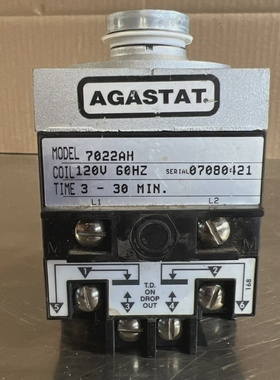 AGASTAT
MODEL 7022AH
COIL 120V 60HZ SERIAL 07080421
TIME 3 - 30 MIN.
L1 L2
M M
1 2
T.D.
ON
DROP
OUT
5 3 4 6
168